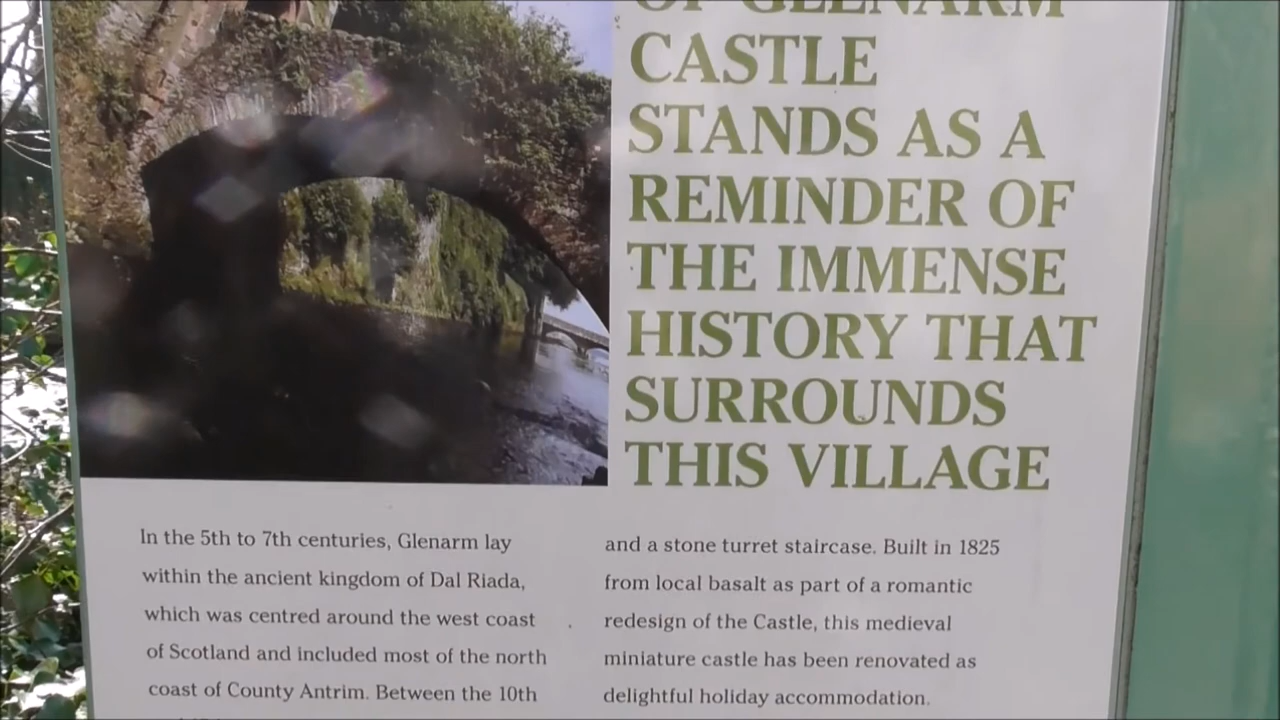 OF GLENARM
CASTLE
STANDS AS A
REMINDER OF
THE IMMENSE
HISTORY THAT
SURROUNDS
THIS VILLAGE
In the 5th to 7th centuries, Glenarm lay
within the ancient kingdom of Dal Riada,
which was centred around the west coast
of Scotland and included most of the north
coast of County Antrim. Between the 10th
and a stone turret staircase. Built in 1825
from local basalt as part of a romantic
redesign of the Castle, this medieval
miniature castle has been renovated as
delightful holiday accommodation.